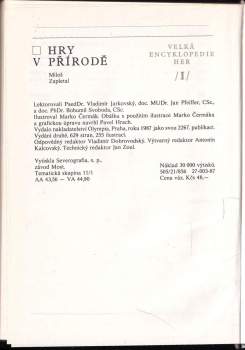 HRY
V PŘÍRODĚ
Miloš
Zapletal
VELKÁ
ENCYKLOPEDIE
HER
/1/
Lektorovali PaedDr. Vladimír Jarkovský, doc. MUDr. Jan Pfeiffer, CSc.,
a doc. PhDr. Bohumil Svoboda, CSc.
Ilustroval Marko Čermák. Obálku s použitím ilustrace Marko Čermáka
a grafickou úpravu navrhl Pavel Hrach.
Vydalo nakladatelství Olympia, Praha, roku 1987 jako svou 2267. publikaci.
Vydání druhé, 629 stran, 235 ilustrací.
Odpovědný redaktor Vladimír Dobrovodský. Výtvarný redaktor Antonín
Kalcovský. Technický redaktor Jan Zoul.
Vytiskla Severografia, n. p.,
závod Most.
Tematická skupina 11/1
AA 43,56 – VA 44,90
Náklad 30 000 výtisků
505/21/856 27-003-87
Cena váz. Kčs 46,–